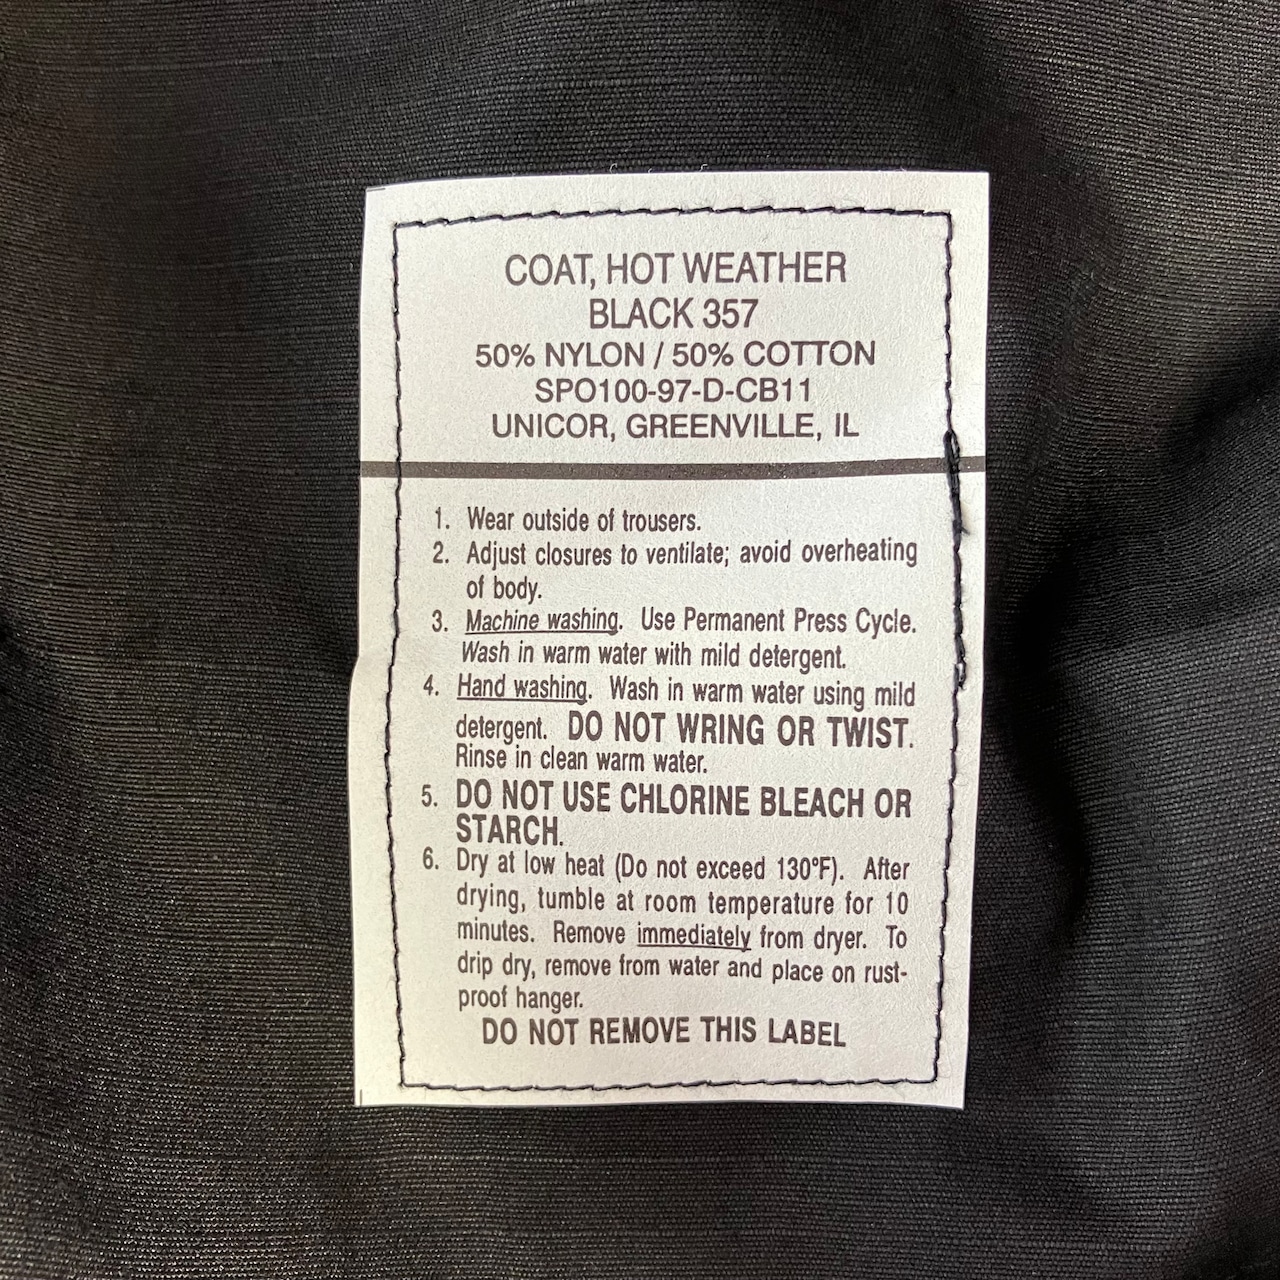 COAT, HOT WEATHER
BLACK 357
50% NYLON / 50% COTTON
SPO100-97-D-CB11
UNICOR, GREENVILLE, IL
1. Wear outside of trousers.
2. Adjust closures to ventilate; avoid overheating
of body.
3. Machine washing. Use Permanent Press Cycle.
Wash in warm water with mild detergent.
4. Hand washing. Wash in warm water using mild
detergent. DO NOT WRING OR TWIST.
Rinse in clean warm water.
5. DO NOT USE CHLORINE BLEACH OR
STARCH.
6. Dry at low heat (Do not exceed 130°F). After
drying, tumble at room temperature for 10
minutes. Remove immediately from dryer. To
drip dry, remove from water and place on rust-
proof hanger.
DO NOT REMOVE THIS LABEL